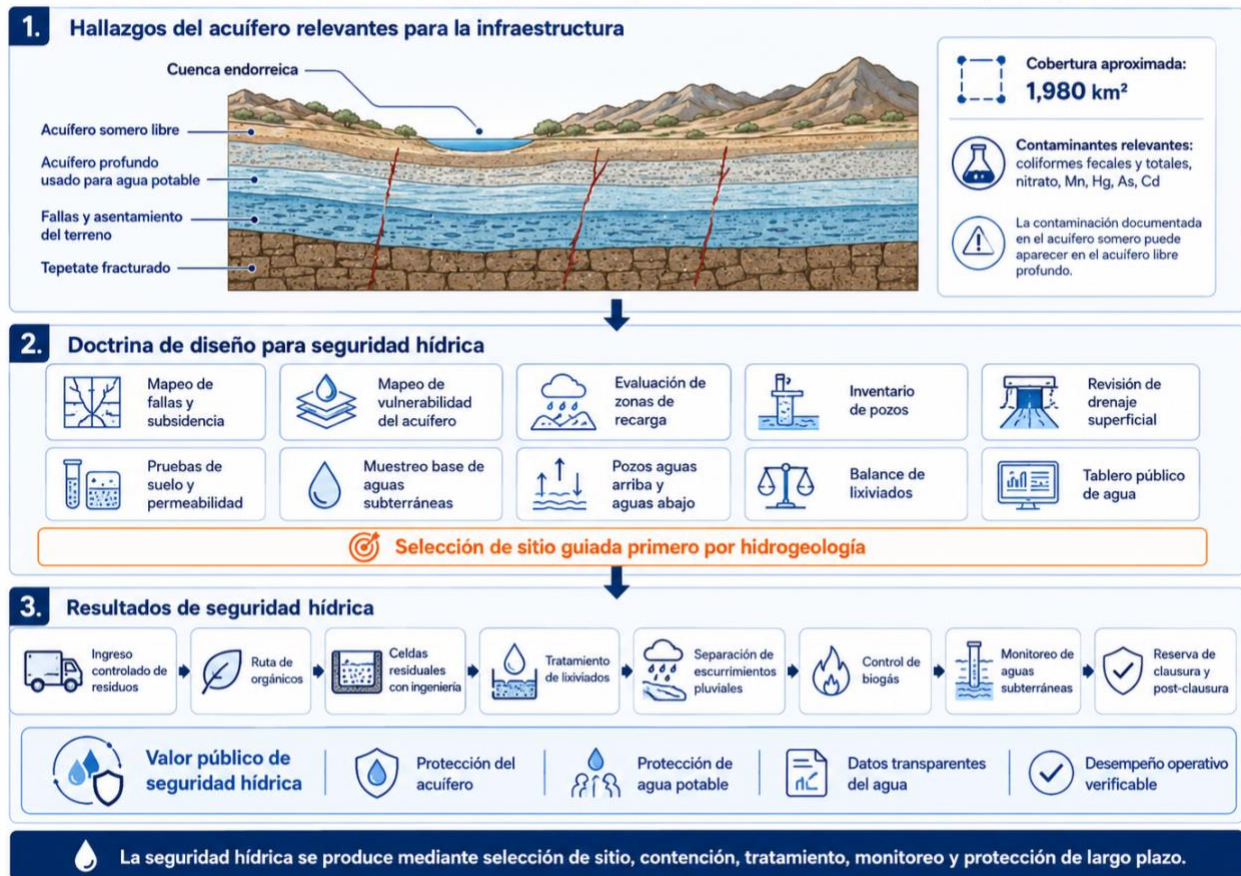 1. Hallazgos del acuífero relevantes para la infraestructura
Cuenca endorreica
Acuífero somero libre
Acuífero profundo
usado para agua potable
Fallas y asentamiento
del terreno
Tepetate fracturado
Cobertura aproximada:
1,980 km²
Contaminantes relevantes:
coliformes fecales y totales,
nitrato, Mn, Hg, As, Cd
La contaminación documentada
en el acuífero somero puede
aparecer en el acuífero libre
profundo.
2. Doctrina de diseño para seguridad hídrica
Mapeo de
fallas y
subsidencia
Mapeo de
vulnerabilidad
del acuífero
Evaluación de
zonas de
recarga
Inventario
de pozos
Revisión de
drenaje
superficial
Pruebas de
suelo y
permeabilidad
Muestreo base de
aguas
subterráneas
Pozos aguas
arriba y
aguas abajo
Balance de
lixiviados
Tablero público
de agua
Selección de sitio guiada primero por hidrogeología
3. Resultados de seguridad hídrica
Ingreso
controlado de
residuos
Ruta de
orgánicos
Celdas
residuales
con ingeniería
Tratamiento
de lixiviados
Separación de
escurrimientos
pluviales
Control de
biogás
Monitoreo de
aguas
subterráneas
Reserva de
clausura y
post-clausura
Valor público de
seguridad hídrica
Protección del
acuífero
Protección de
agua potable
Datos transparentes
del agua
Desempeño operativo
verificable
La seguridad hídrica se produce mediante selección de sitio, contención, tratamiento, monitoreo y protección de largo plazo.